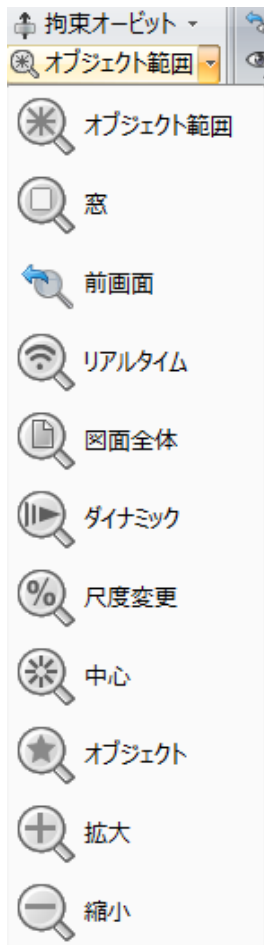 拘束オービット
オブジェクト範囲
オブジェクト範囲
窓
前画面
リアルタイム
図面全体
ダイナミック
尺度変更
中心
オブジェクト
拡大
縮小